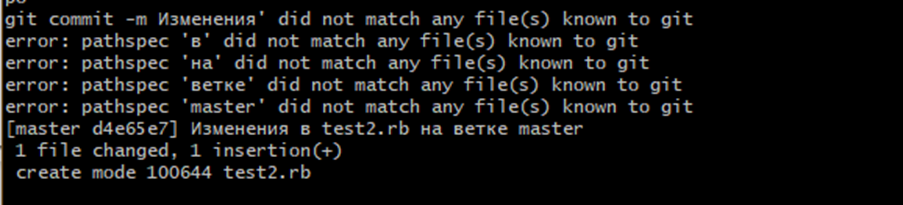 git commit -m Изменения' did not match any file(s) known to git
error: pathspec 'в' did not match any file(s) known to git
error: pathspec 'на' did not match any file(s) known to git
error: pathspec 'ветке' did not match any file(s) known to git
error: pathspec 'master' did not match any file(s) known to git
[master d4e65e7] Изменения в test2.rb на ветке master
1 file changed, 1 insertion(+)
create mode 100644 test2.rb